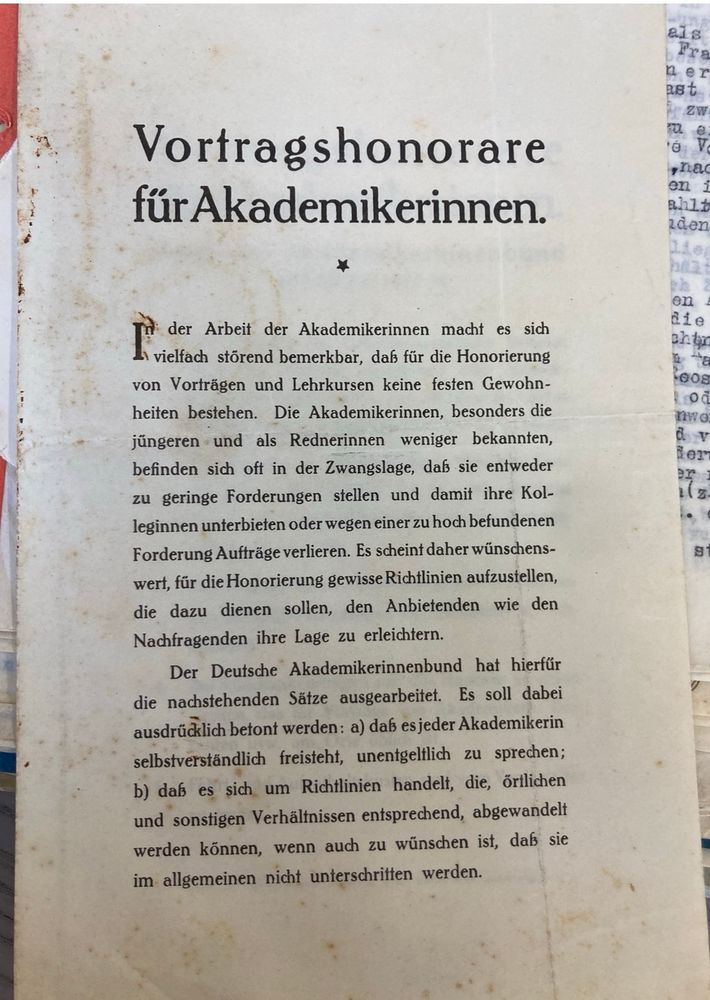 Vortragshonorare
für Akademikerinnen.
In der Arbeit der Akademikerinnen macht es sich
vielfach störend bemerkbar, daß für die Honorierung
von Vorträgen und Lehrkursen keine festen Gewohn-
heiten bestehen. Die Akademikerinnen, besonders die
jüngeren und als Rednerinnen weniger bekannten,
befinden sich oft in der Zwangslage, daß sie entweder
zu geringe Forderungen stellen und damit ihre Kol-
leginnen unterbieten oder wegen einer zu hoch befundenen
Forderung Aufträge verlieren. Es scheint daher wünschens-
wert, für die Honorierung gewisse Richtlinien aufzustellen,
die dazu dienen sollen, den Anbietenden wie den
Nachfragenden ihre Lage zu erleichtern.
Der Deutsche Akademikerinnenbund hat hierfür
die nachstehenden Sätze ausgearbeitet. Es soll dabei
ausdrücklich betont werden: a) daß es jeder Akademikerin
selbstverständlich freisteht, unentgeltlich zu sprechen;
b) daß es sich um Richtlinien handelt, die, örtlichen
und sonstigen Verhältnissen entsprechend, abgewandelt
werden können, wenn auch zu wünschen ist, daß sie
im allgemeinen nicht unterschritten werden.
als